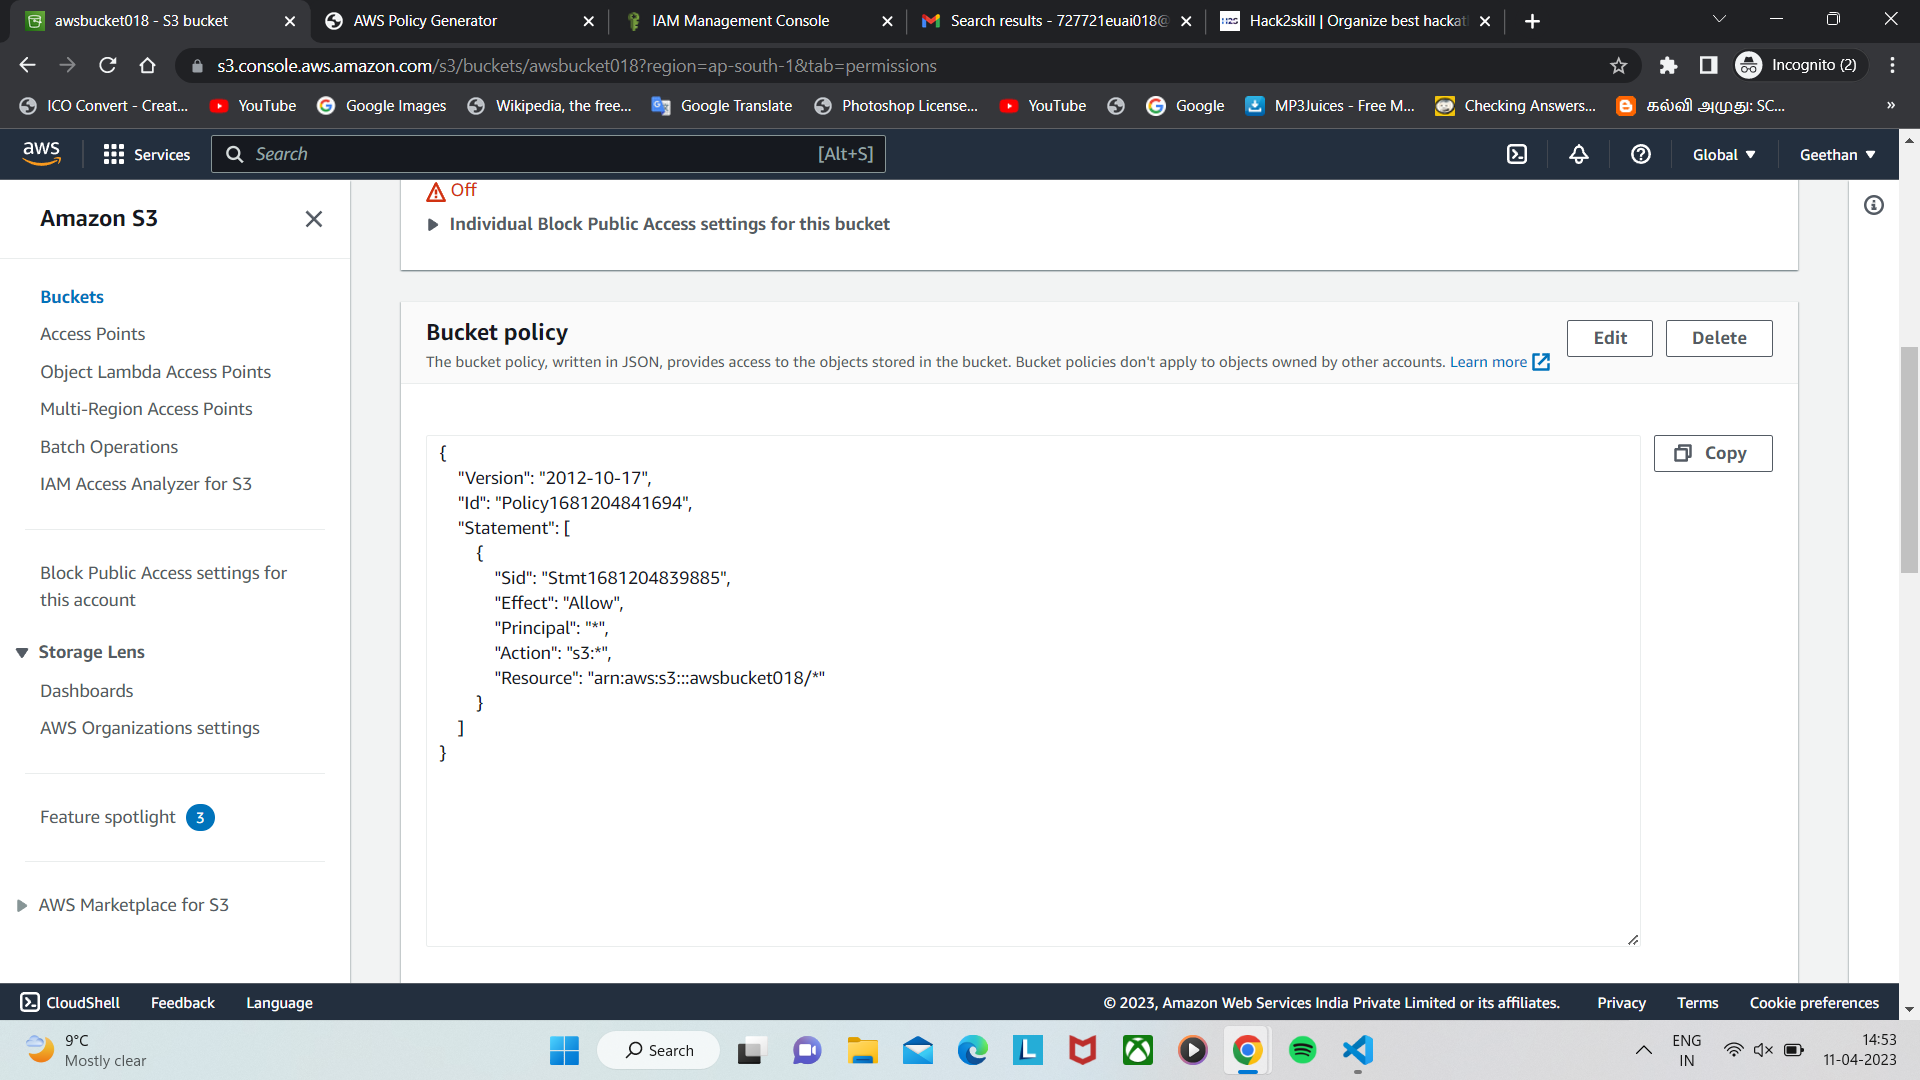 awsbucket018 - S3 bucket
AWS Policy Generator
IAM Management Console
Search results - 727721euai018@
H2S
Hack2skill | Organize best hackat
s3.console.aws.amazon.com/s3/buckets/awsbucket018?region=ap-south-1&tab=permissions
Incognito (2)
ICO Convert - Creat...
YouTube
Google Images
Wikipedia, the free...
Google Translate
Photoshop License...
YouTube
Google
MP3Juices - Free M...
Checking Answers...
கல்வி அமுது: SC...
»
aws
Services
Search
[Alt+S]
Global
Geethan
Amazon S3
Buckets
Access Points
Object Lambda Access Points
Multi-Region Access Points
Batch Operations
IAM Access Analyzer for S3
Block Public Access settings for
this account
Storage Lens
Dashboards
AWS Organizations settings
Feature spotlight 3
AWS Marketplace for S3
Off
Individual Block Public Access settings for this bucket
Bucket policy
The bucket policy, written in JSON, provides access to the objects stored in the bucket. Bucket policies don't apply to objects owned by other accounts. Learn more
Edit
Delete
Copy
{
"Version": "2012-10-17",
"Id": "Policy1681204841694",
"Statement": [
{
"Sid": "Stmt1681204839885",
"Effect": "Allow",
"Principal": "*",
"Action": "s3:*",
"Resource": "arn:aws:s3:::awsbucket018/*"
}
]
}
CloudShell
Feedback
Language
© 2023, Amazon Web Services India Private Limited or its affiliates.
Privacy
Terms
Cookie preferences
9°C
Mostly clear
Search
L
ENG
IN
14:53
11-04-2023